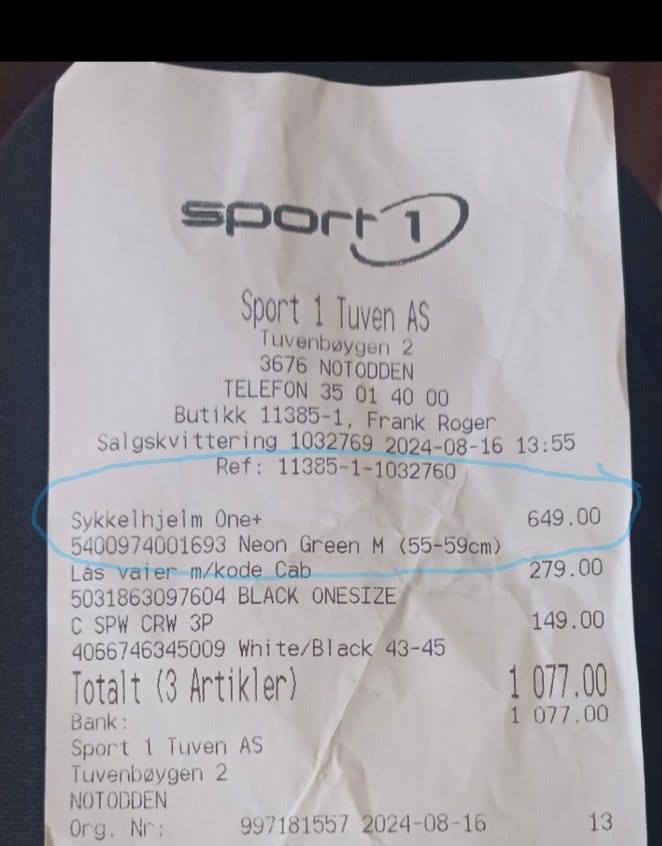 sport 1
Sport 1 Tuven AS
Tuvenbøygen 2
3676 NOTODDEN
TELEFON 35 01 40 00
Butikk 11385-1, Frank Roger
Salgskvittering 1032769 2024-08-16 13:55
Ref: 11385-1-1032760
Sykkelhjelm One+ 649.00
5400974001693 Neon Green M (55-59cm)
Lås vaier m/kode Cab 279.00
5031863097604 BLACK ONESIZE
C SPW CRW 3P 149.00
4066746345009 White/Black 43-45
Totalt (3 Artikler) 1 077.00
Bank: 1 077.00
Sport 1 Tuven AS
Tuvenbøygen 2
NOTODDEN
Org. Nr: 997181557 2024-08-16 13